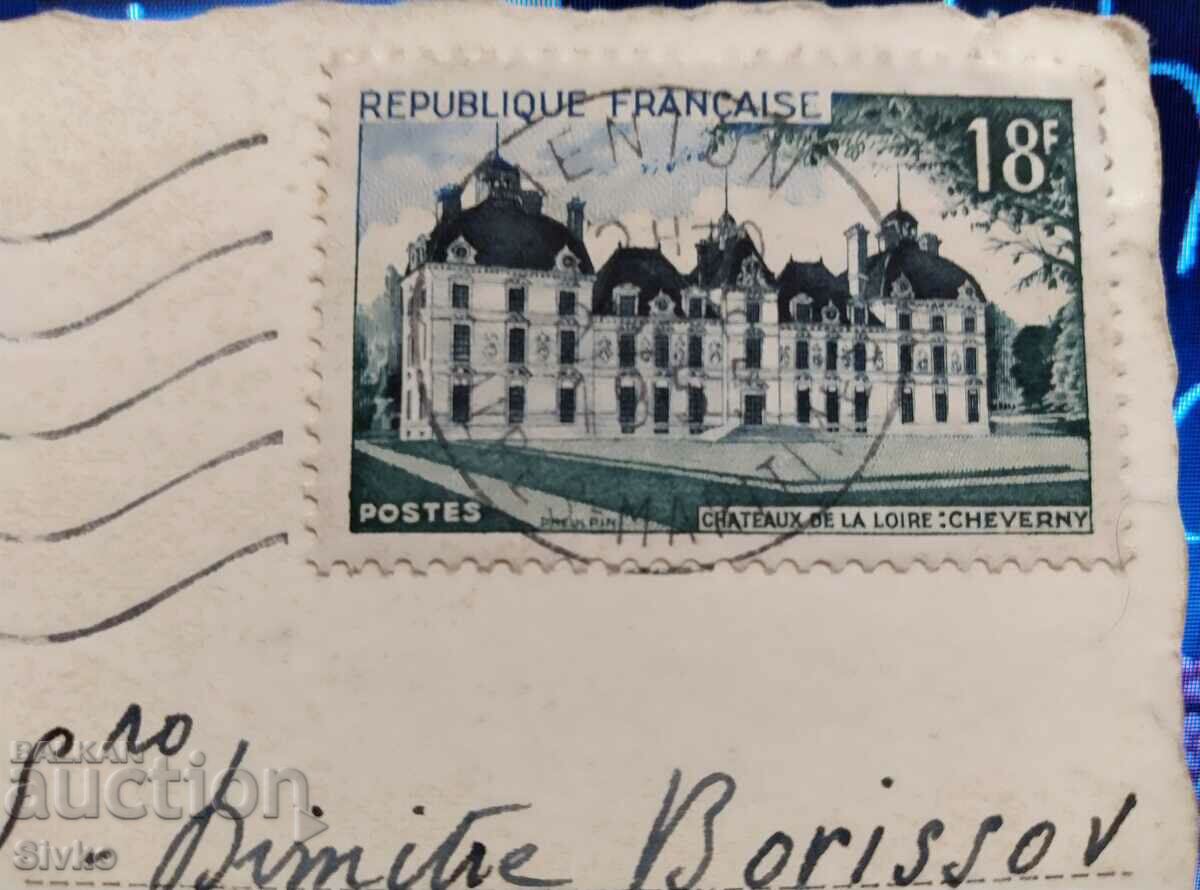 REPUBLIQUE FRANÇAISE
18F
MENTON
POSTES
CHATEAUX DE LA LOIRE : CHEVERNY
Dimitre Borissov
BALKAN
auction
Sivko